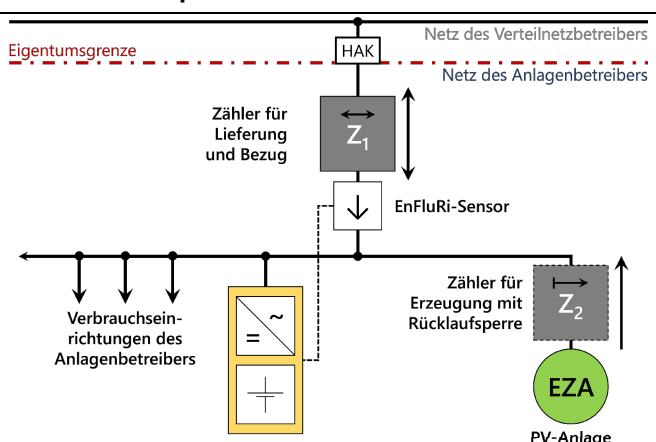 Netz des Verteilnetzbetreibers
Eigentumsgrenze
HAK
Netz des Anlagenbetreibers
Zähler für
Lieferung
und Bezug
Z1
EnFluRi-Sensor
Zähler für
Erzeugung mit
Rücklaufsperre
Z2
Verbrauchsein-
richtungen des
Anlagenbetreibers
~
=
EZA
PV-Anlage